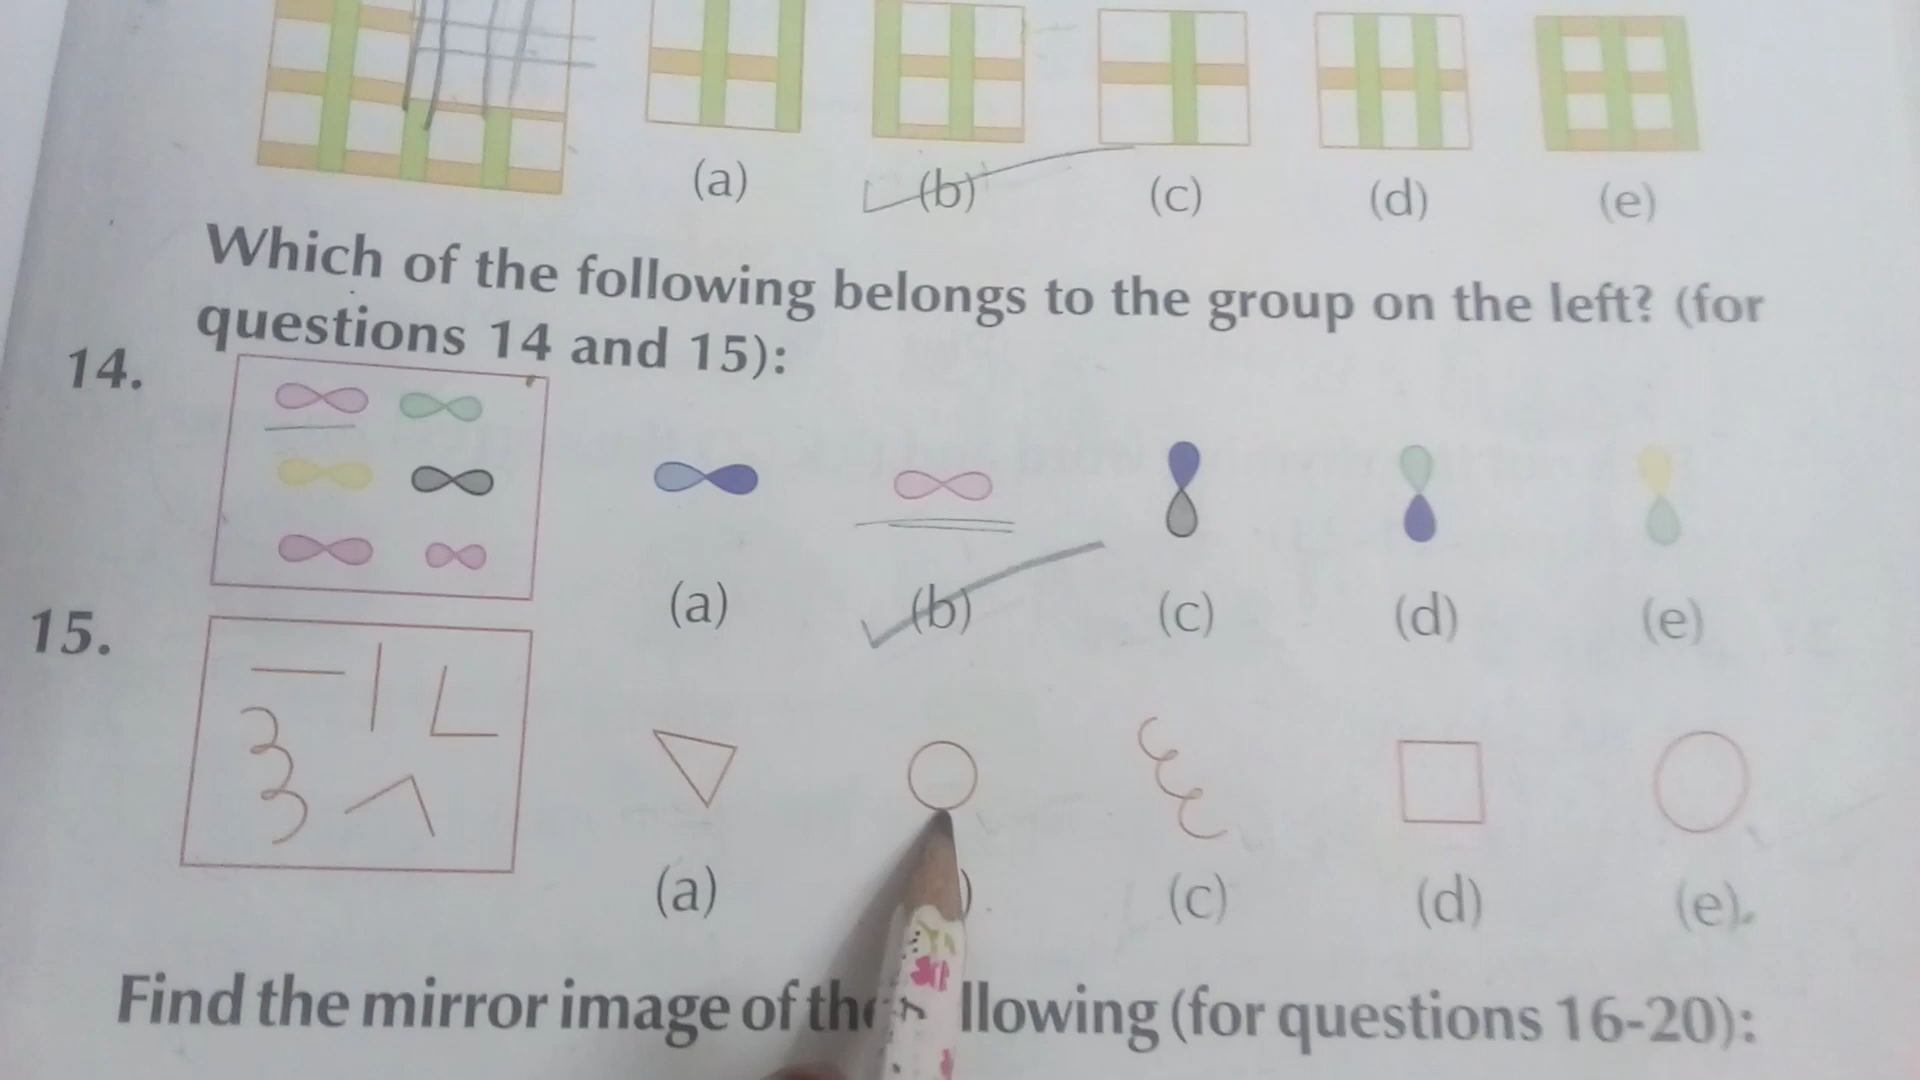 (a) (b) (c) (d) (e)
Which of the following belongs to the group on the left? (for
questions 14 and 15):
14.
(a) (b) (c) (d) (e)
15.
(a) ) (c) (d) (e)
Find the mirror image of the llowing (for questions 16-20):